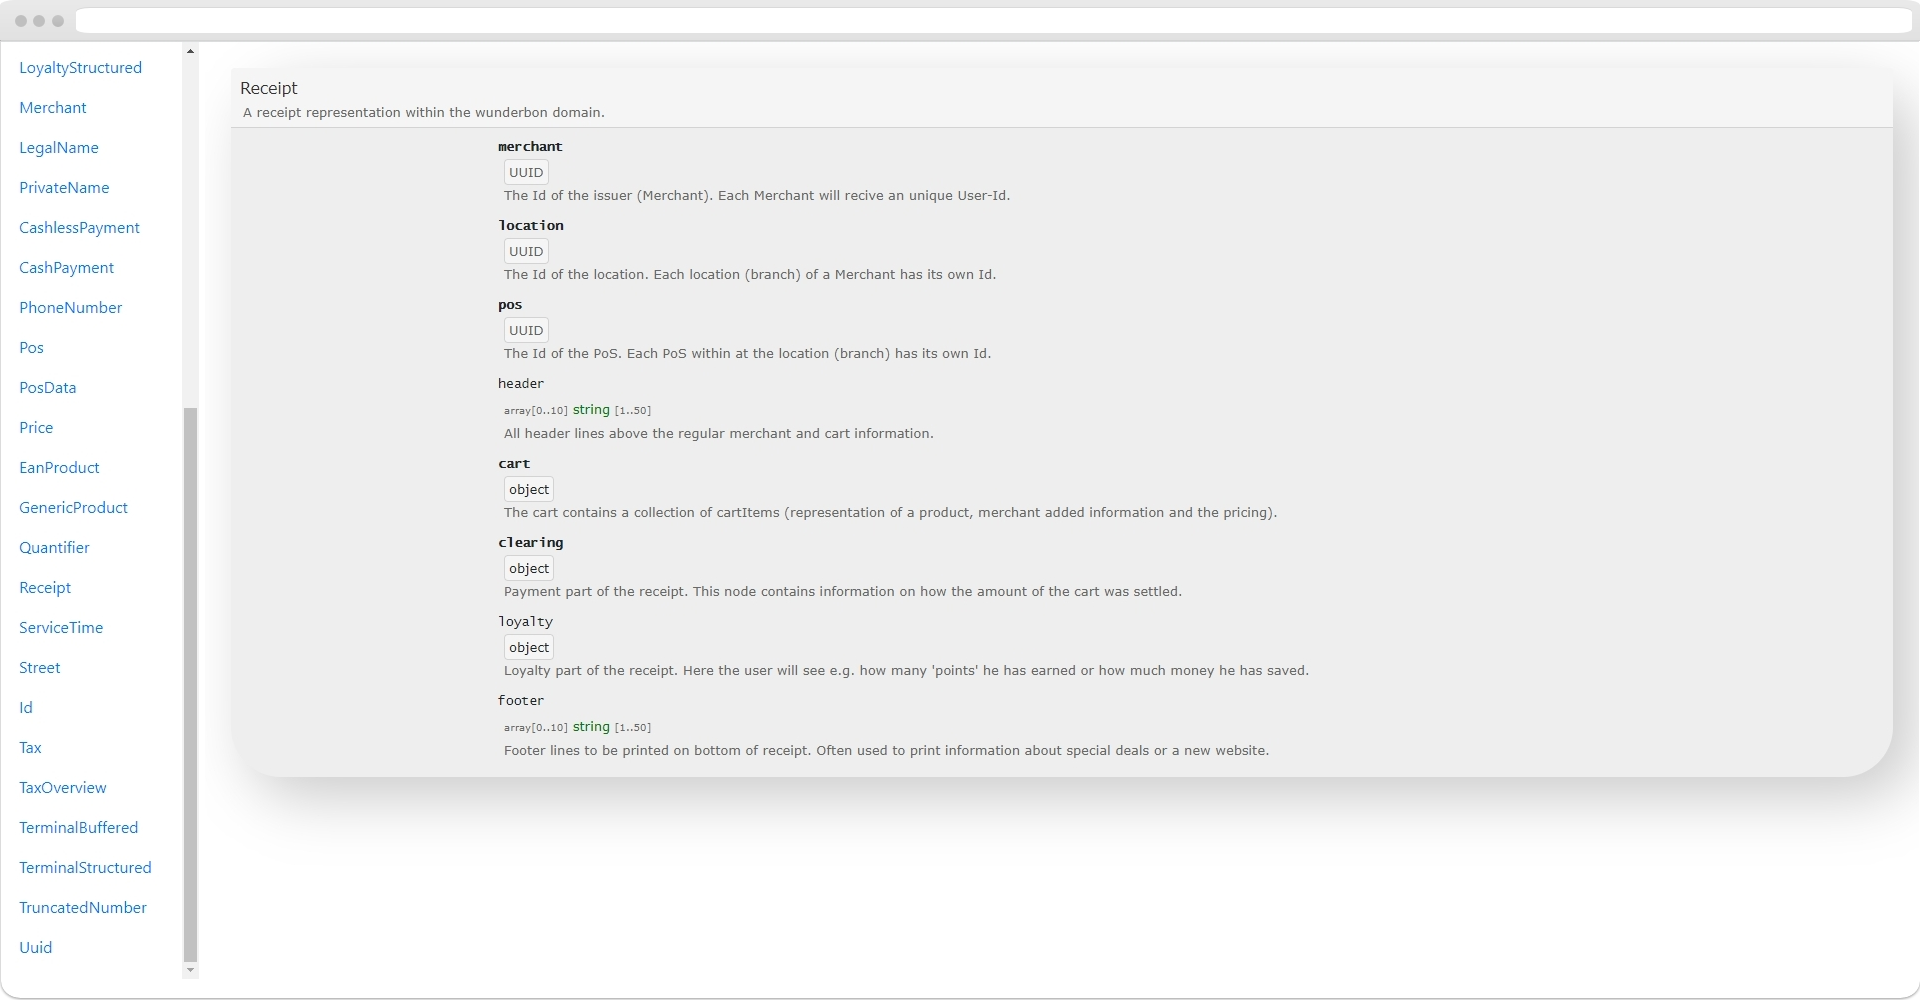 LoyaltyStructured
Merchant
LegalName
PrivateName
CashlessPayment
CashPayment
PhoneNumber
Pos
PosData
Price
EanProduct
GenericProduct
Quantifier
Receipt
ServiceTime
Street
Id
Tax
TaxOverview
TerminalBuffered
TerminalStructured
TruncatedNumber
Uuid
Receipt
A receipt representation within the wunderbon domain.
merchant
UUID
The Id of the issuer (Merchant). Each Merchant will recive an unique User-Id.
location
UUID
The Id of the location. Each location (branch) of a Merchant has its own Id.
pos
UUID
The Id of the PoS. Each PoS within at the location (branch) has its own Id.
header
array[0..10] string [1..50]
All header lines above the regular merchant and cart information.
cart
object
The cart contains a collection of cartItems (representation of a product, merchant added information and the pricing).
clearing
object
Payment part of the receipt. This node contains information on how the amount of the cart was settled.
loyalty
object
Loyalty part of the receipt. Here the user will see e.g. how many 'points' he has earned or how much money he has saved.
footer
array[0..10] string [1..50]
Footer lines to be printed on bottom of receipt. Often used to print information about special deals or a new website.